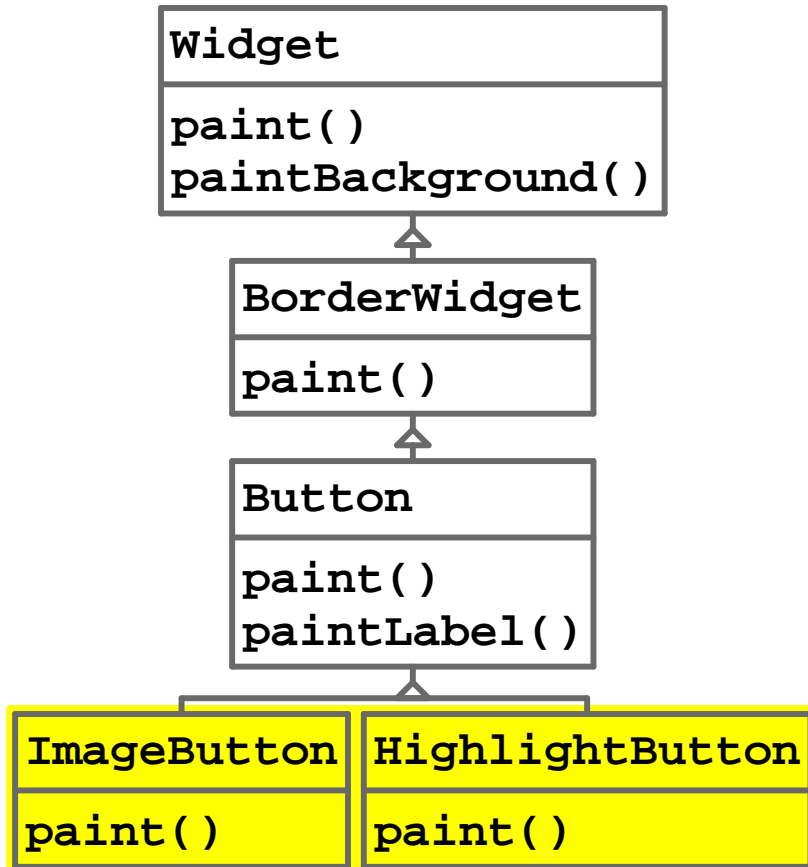 Widget
paint()
paintBackground()
BorderWidget
paint()
Button
paint()
paintLabel()
ImageButton
paint()
HighlightButton
paint()